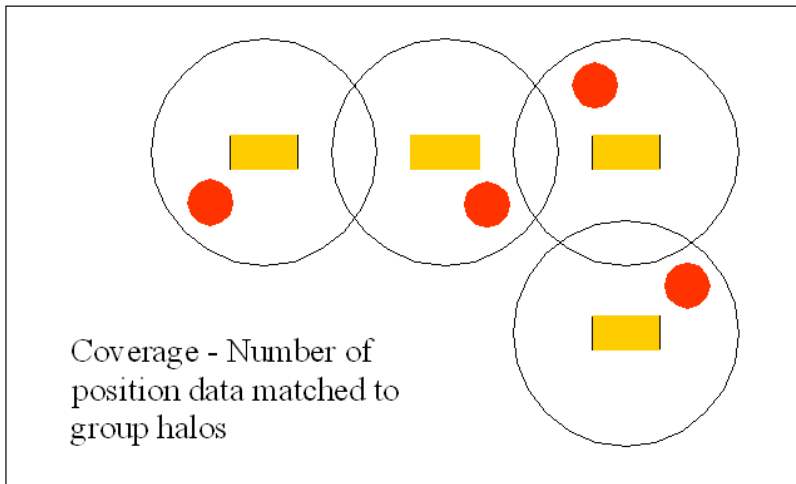 Coverage - Number of
position data matched to
group halos